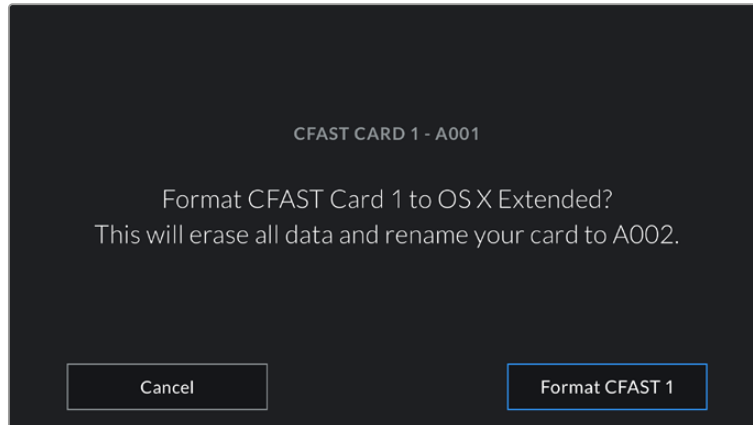 CFAST CARD 1 - A001
Format CFAST Card 1 to OS X Extended?
This will erase all data and rename your card to A002.
Cancel
Format CFAST 1